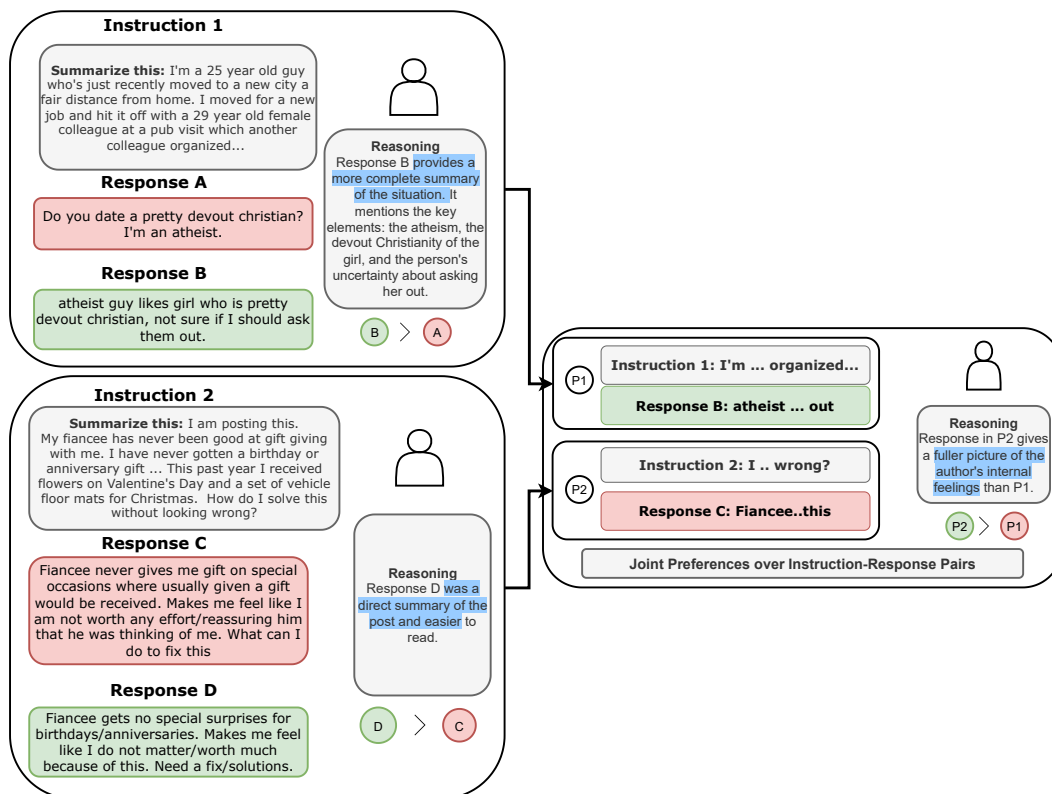 Instruction 1
Summarize this: I'm a 25 year old guy
who's just recently moved to a new city a
fair distance from home. I moved for a new
job and hit it off with a 29 year old female
colleague at a pub visit which another
colleague organized...
Response A
Do you date a pretty devout christian?
I'm an atheist.
Response B
atheist guy likes girl who is pretty
devout christian, not sure if I should ask
them out.
Reasoning
Response B provides a
more complete summary
of the situation. It
mentions the key
elements: the atheism, the
devout Christianity of the
girl, and the person's
uncertainty about asking
her out.
B > A
Instruction 2
Summarize this: I am posting this.
My fiancee has never been good at gift giving
with me. I have never gotten a birthday or
anniversary gift ... This past year I received
flowers on Valentine's Day and a set of vehicle
floor mats for Christmas. How do I solve this
without looking wrong?
Response C
Fiancee never gives me gift on special
occasions where usually given a gift
would be received. Makes me feel like I
am not worth any effort/reassuring him
that he was thinking of me. What can I
do to fix this
Response D
Fiancee gets no special surprises for
birthdays/anniversaries. Makes me feel
like I do not matter/worth much
because of this. Need a fix/solutions.
Reasoning
Response D was a
direct summary of the
post and easier to
read.
D > C
P1
Instruction 1: I'm ... organized...
Response B: atheist ... out
P2
Instruction 2: I .. wrong?
Response C: Fiancee..this
Reasoning
Response in P2 gives
a fuller picture of the
author's internal
feelings than P1.
P2 > P1
Joint Preferences over Instruction-Response Pairs